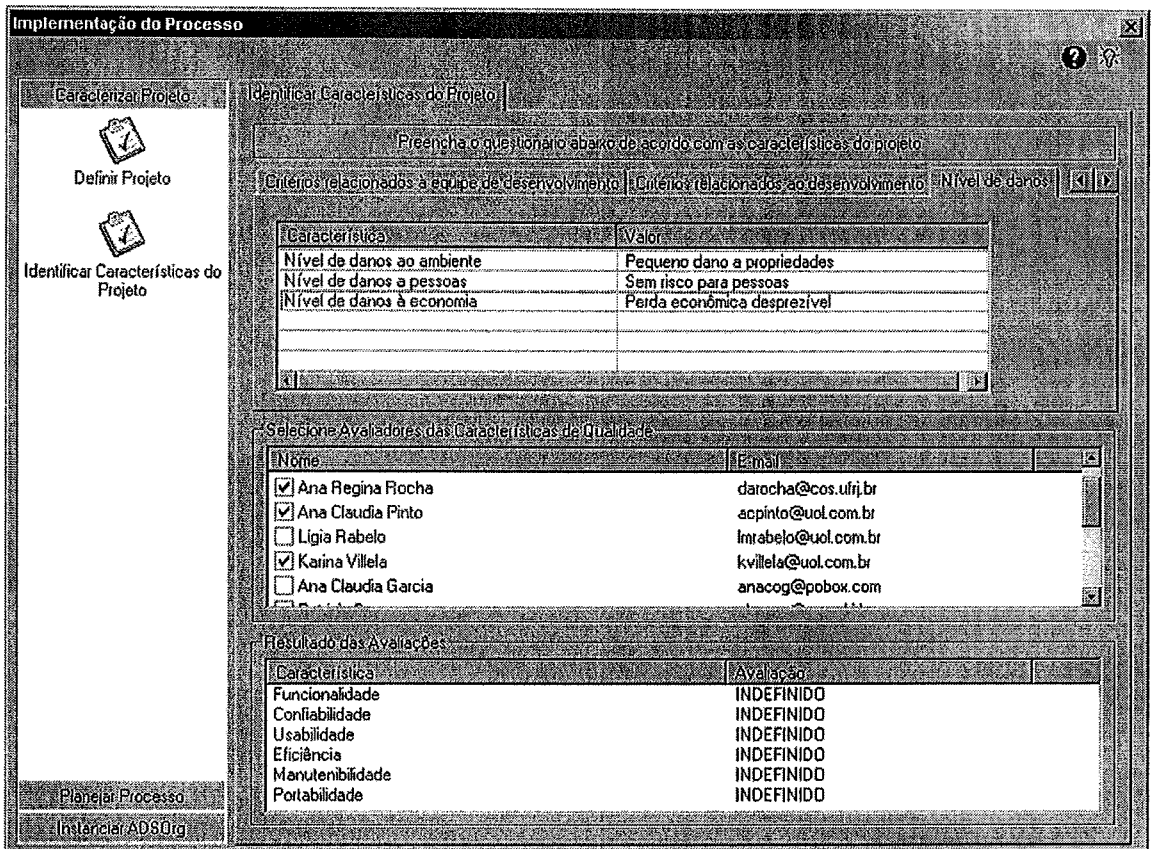 Implementação do Processo
Caracterizar Projeto
Definir Projeto
Identificar Características do
Projeto
Planejar Processo
Instanciar ADSOrg
Identificar Características do Projeto
Preencha o questionário abaixo de acordo com as características do projeto
Critérios relacionados à equipe de desenvolvimento Critérios relacionados ao desenvolvimento Nível de danos
Característica Valor
Nível de danos ao ambiente Pequeno dano a propriedades
Nível de danos a pessoas Sem risco para pessoas
Nível de danos à economia Perda econômica desprezível
Selecione Avaliadores das Características de Qualidade
Nome E-mail
Ana Regina Rocha darocha@cos.ufrj.br
Ana Claudia Pinto acpinto@uol.com.br
Ligia Rabelo lmrabelo@uol.com.br
Karina Villela kvillela@uol.com.br
Ana Claudia Garcia anacog@pobox.com
Resultado das Avaliações
Característica Avaliação
Funcionalidade INDEFINIDO
Confiabilidade INDEFINIDO
Usabilidade INDEFINIDO
Eficiência INDEFINIDO
Manutenibilidade INDEFINIDO
Portabilidade INDEFINIDO